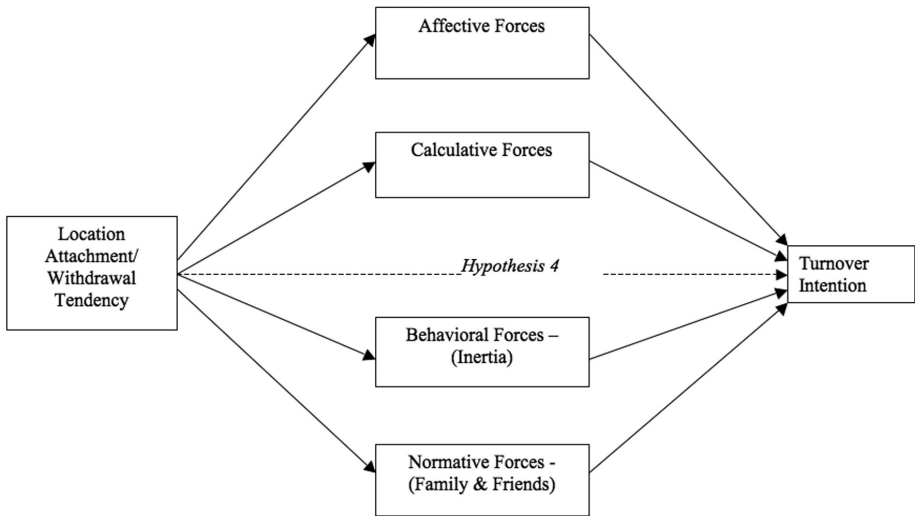 Affective Forces
Calculative Forces
Location
Attachment/
Withdrawal
Tendency
Hypothesis 4
Turnover
Intention
Behavioral Forces –
(Inertia)
Normative Forces -
(Family & Friends)